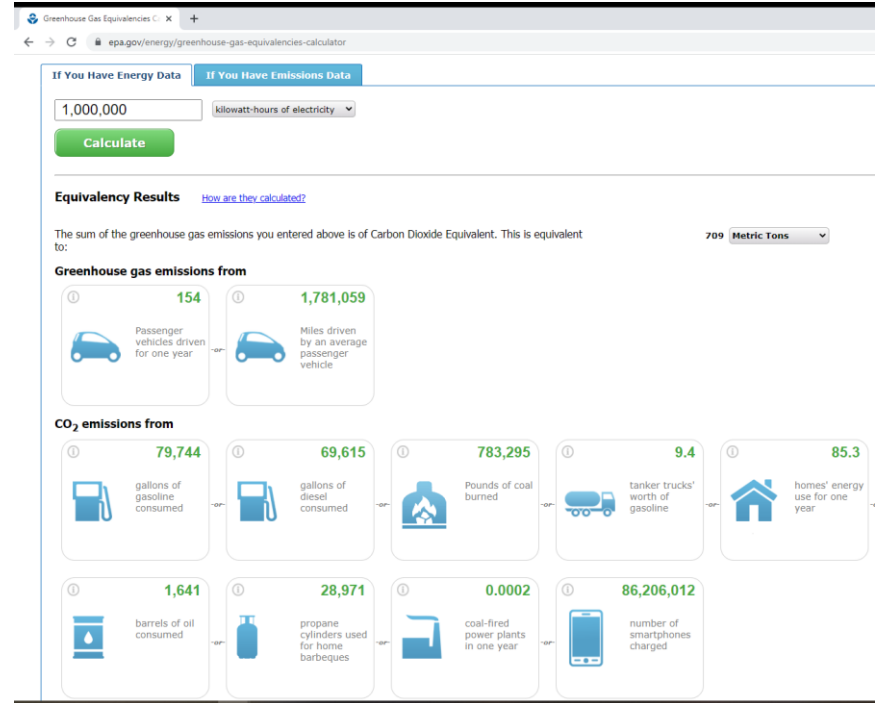 Greenhouse Gas Equivalencies C
epa.gov/energy/greenhouse-gas-equivalencies-calculator
If You Have Energy Data
If You Have Emissions Data
1,000,000
kilowatt-hours of electricity
Calculate
Equivalency Results
How are they calculated?
The sum of the greenhouse gas emissions you entered above is of Carbon Dioxide Equivalent. This is equivalent
to:
709 Metric Tons
Greenhouse gas emissions from
154
Passenger
vehicles driven
for one year
-or-
1,781,059
Miles driven
by an average
passenger
vehicle
CO2 emissions from
79,744
gallons of
gasoline
consumed
-or-
69,615
gallons of
diesel
consumed
-or-
783,295
Pounds of coal
burned
-or-
9.4
tanker trucks'
worth of
gasoline
-or-
85.3
homes' energy
use for one
year
1,641
barrels of oil
consumed
-or-
28,971
propane
cylinders used
for home
barbeques
-or-
0.0002
coal-fired
power plants
in one year
-or-
86,206,012
number of
smartphones
charged